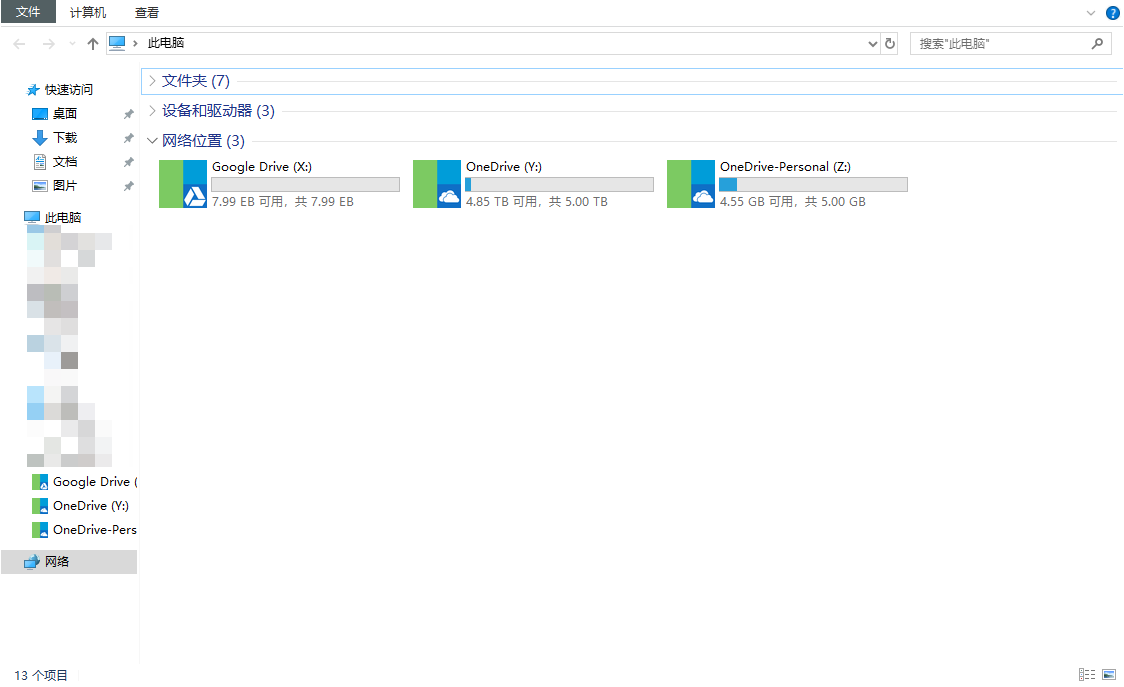 文件 计算机 查看
此电脑 搜索"此电脑"
快速访问
桌面
下载
文档
图片
此电脑
Google Drive (
OneDrive (Y:)
OneDrive-Pers
网络
文件夹 (7)
设备和驱动器 (3)
网络位置 (3)
Google Drive (X:)
7.99 EB 可用，共 7.99 EB
OneDrive (Y:)
4.85 TB 可用，共 5.00 TB
OneDrive-Personal (Z:)
4.55 GB 可用，共 5.00 GB
13 个项目